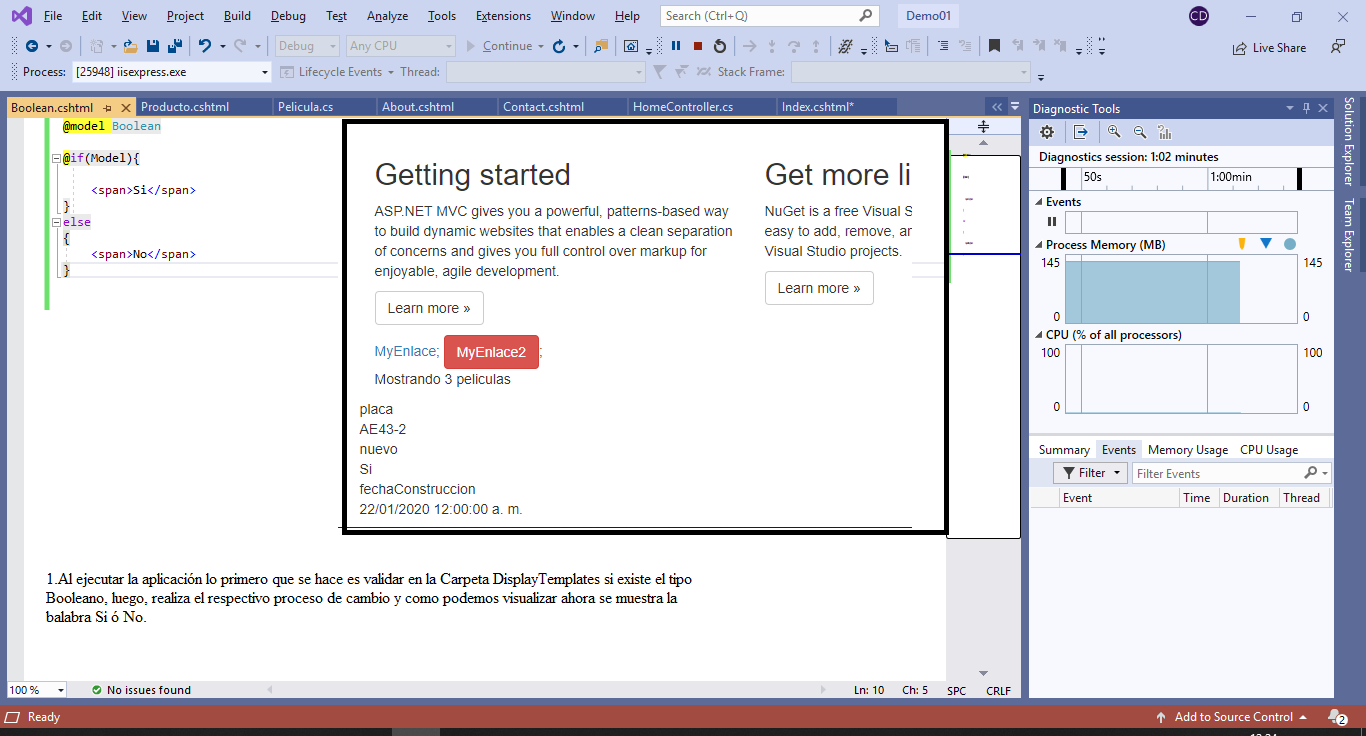 File Edit View Project Build Debug Test Analyze Tools Extensions Window Help Search (Ctrl+Q) Demo01 CD
Debug Any CPU Continue Live Share
Process: [25948] iisexpress.exe Lifecycle Events Thread: Stack Frame:
Boolean.cshtml Producto.cshtml Pelicula.cs About.cshtml Contact.cshtml HomeController.cs Index.cshtml*
@model Boolean
@if(Model){
<span>Si</span>
}
else
{
<span>No</span>
}
Getting started
ASP.NET MVC gives you a powerful, patterns-based way
to build dynamic websites that enables a clean separation
of concerns and gives you full control over markup for
enjoyable, agile development.
Learn more »
MyEnlace; MyEnlace2;
Mostrando 3 peliculas
placa
AE43-2
nuevo
Si
fechaConstruccion
22/01/2020 12:00:00 a. m.
Get more li
NuGet is a free Visual S
easy to add, remove, an
Visual Studio projects.
Learn more »
1.Al ejecutar la aplicación lo primero que se hace es validar en la Carpeta DisplayTemplates si existe el tipo
Booleano, luego, realiza el respectivo proceso de cambio y como podemos visualizar ahora se muestra la
balabra Si ó No.
Diagnostic Tools
Diagnostics session: 1:02 minutes
50s 1:00min
Events
Process Memory (MB)
145 145
0 0
CPU (% of all processors)
100 100
0 0
Summary Events Memory Usage CPU Usage
Filter Filter Events
Event Time Duration Thread
Solution Explorer
Team Explorer
100 % No issues found Ln: 10 Ch: 5 SPC CRLF
Ready Add to Source Control 2